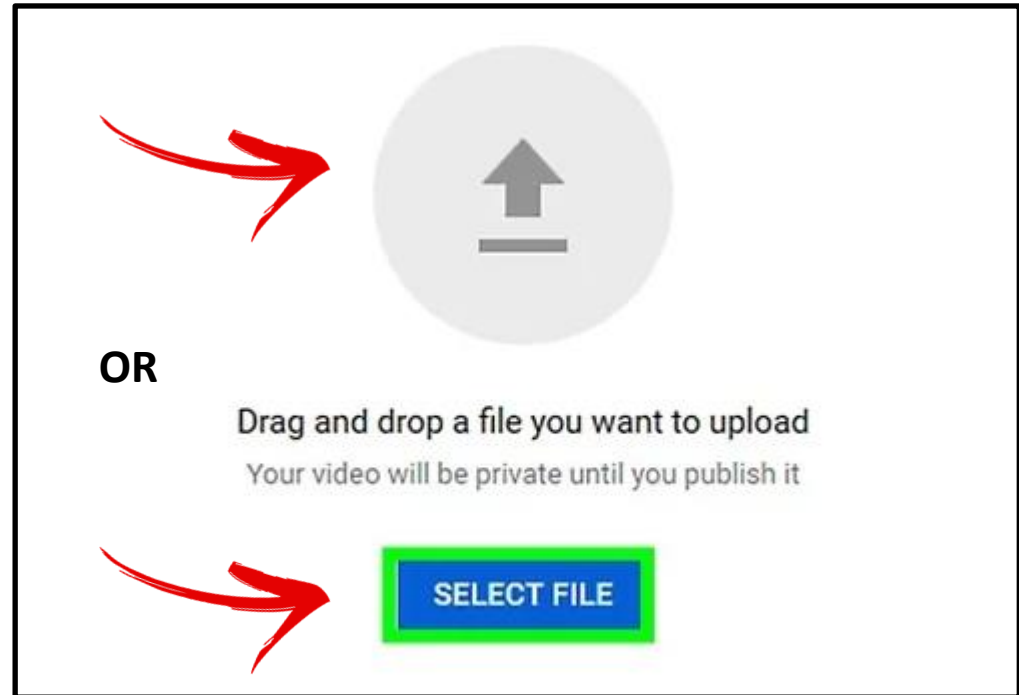 OR
Drag and drop a file you want to upload
Your video will be private until you publish it
SELECT FILE